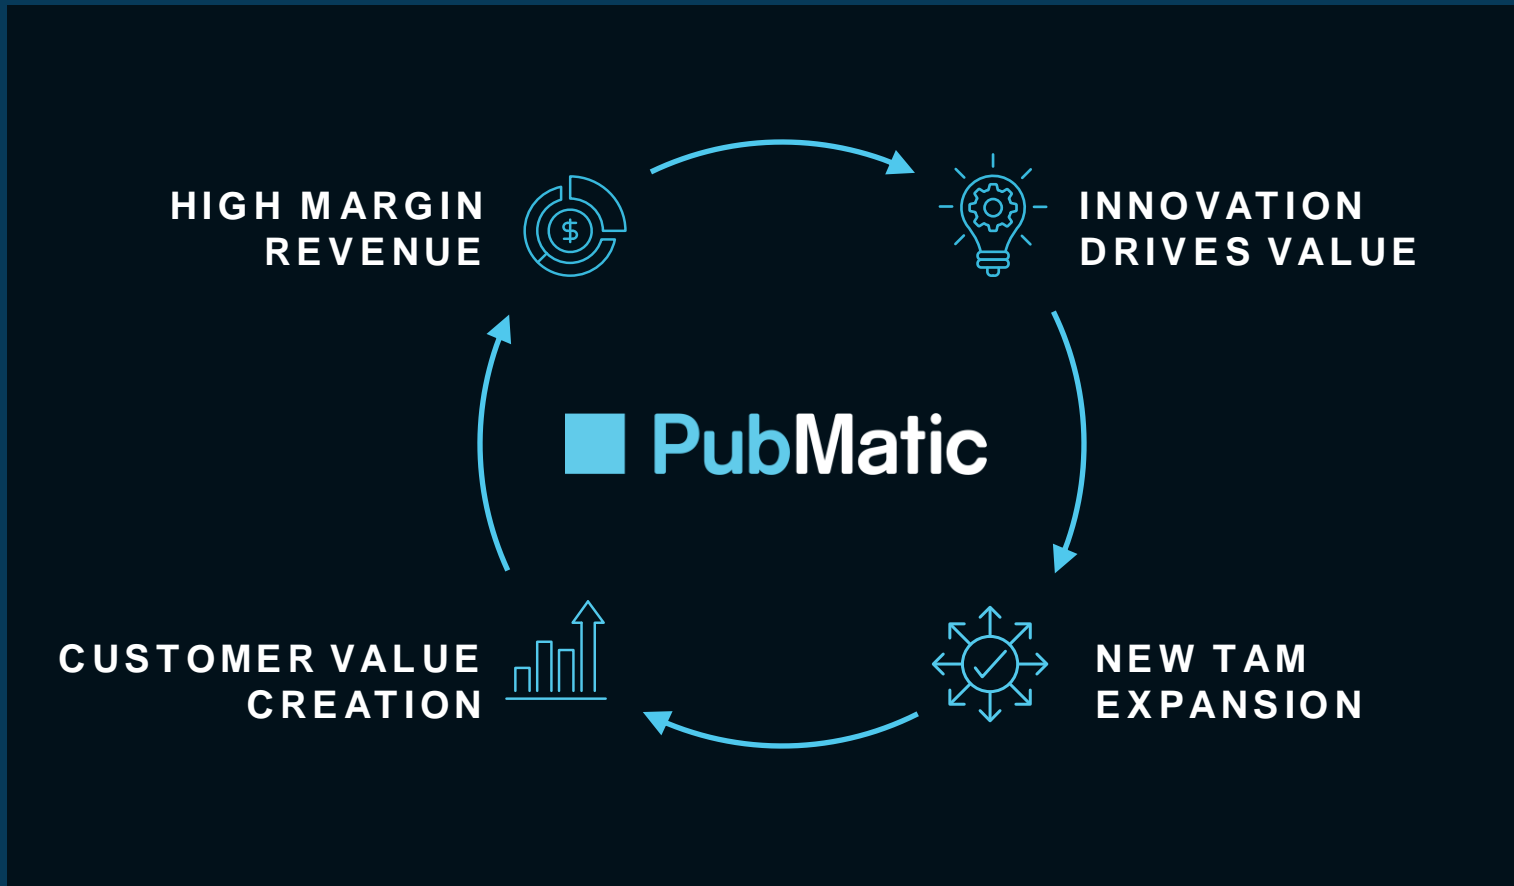 HIGH MARGIN
REVENUE
$
INNOVATION
DRIVES VALUE
PubMatic
CUSTOMER VALUE
CREATION
NEW TAM
EXPANSION